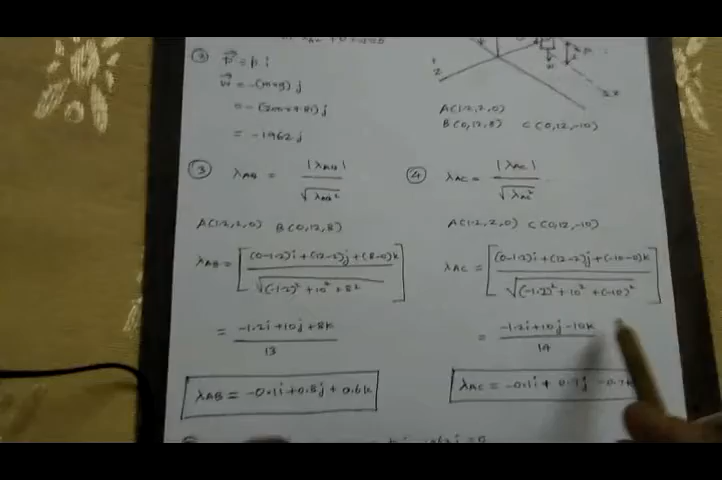 ② P = P i
W = -(mxg) j
= -(200x9.81) j
= -1962 j
A(1.2,2,0)
B(0,12,8) C(0,12,-10)
③ λAB = |λAB| / √λAB²
A(1.2,2,0) B(0,12,8)
λAB = [(0-1.2)i+(12-2)j+(8-0)k / √(-1.2)²+10²+8²]
= -1.2i+10j+8k / 13
λAB = -0.1i+0.8j+0.6k
④ λAC = |λAC| / √λAC²
A(1.2,2,0) C(0,12,-10)
λAC = [(0-1.2)i+(12-2)j+(-10-0)k / √(-1.2)²+10²+(-10)²]
= -1.2i+10j-10k / 14
λAC = -0.1i+0.7j-0.7k